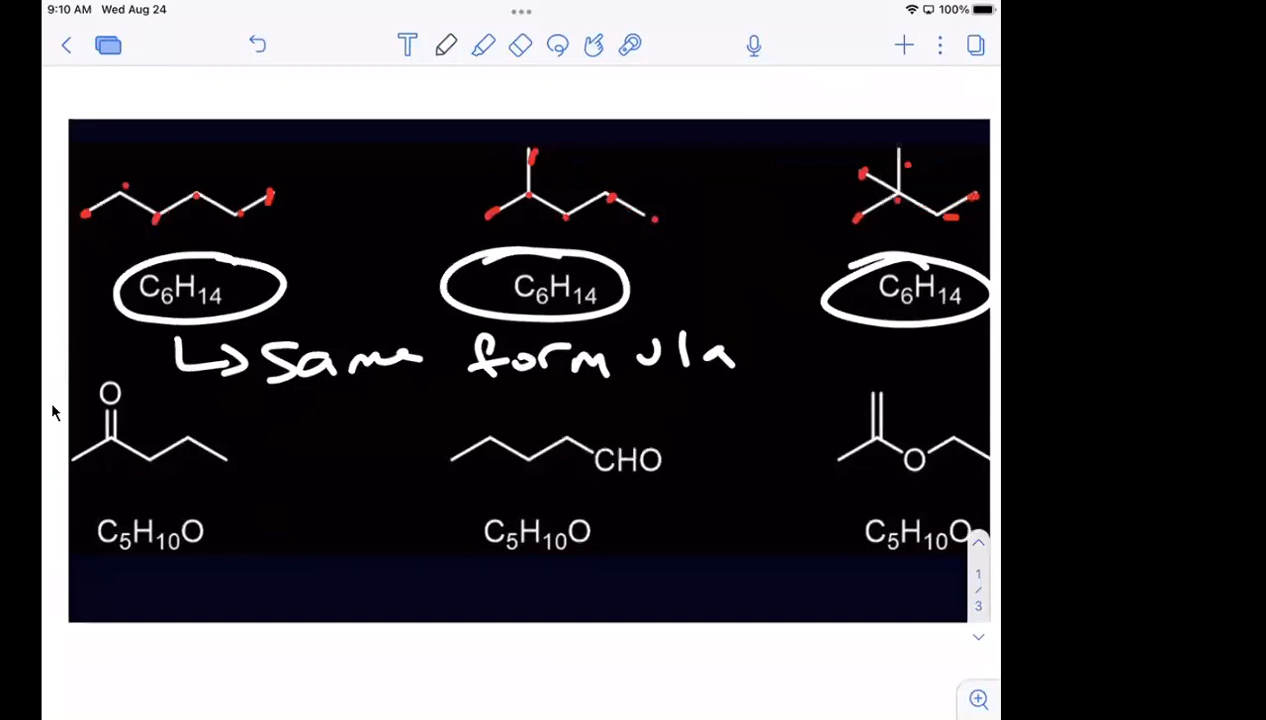 9:10 AM Wed Aug 24 100%
T
C₆H₁₄ C₆H₁₄ C₆H₁₄
Same formula
O
CHO O
C₅H₁₀O C₅H₁₀O C₅H₁₀O
1
/
3